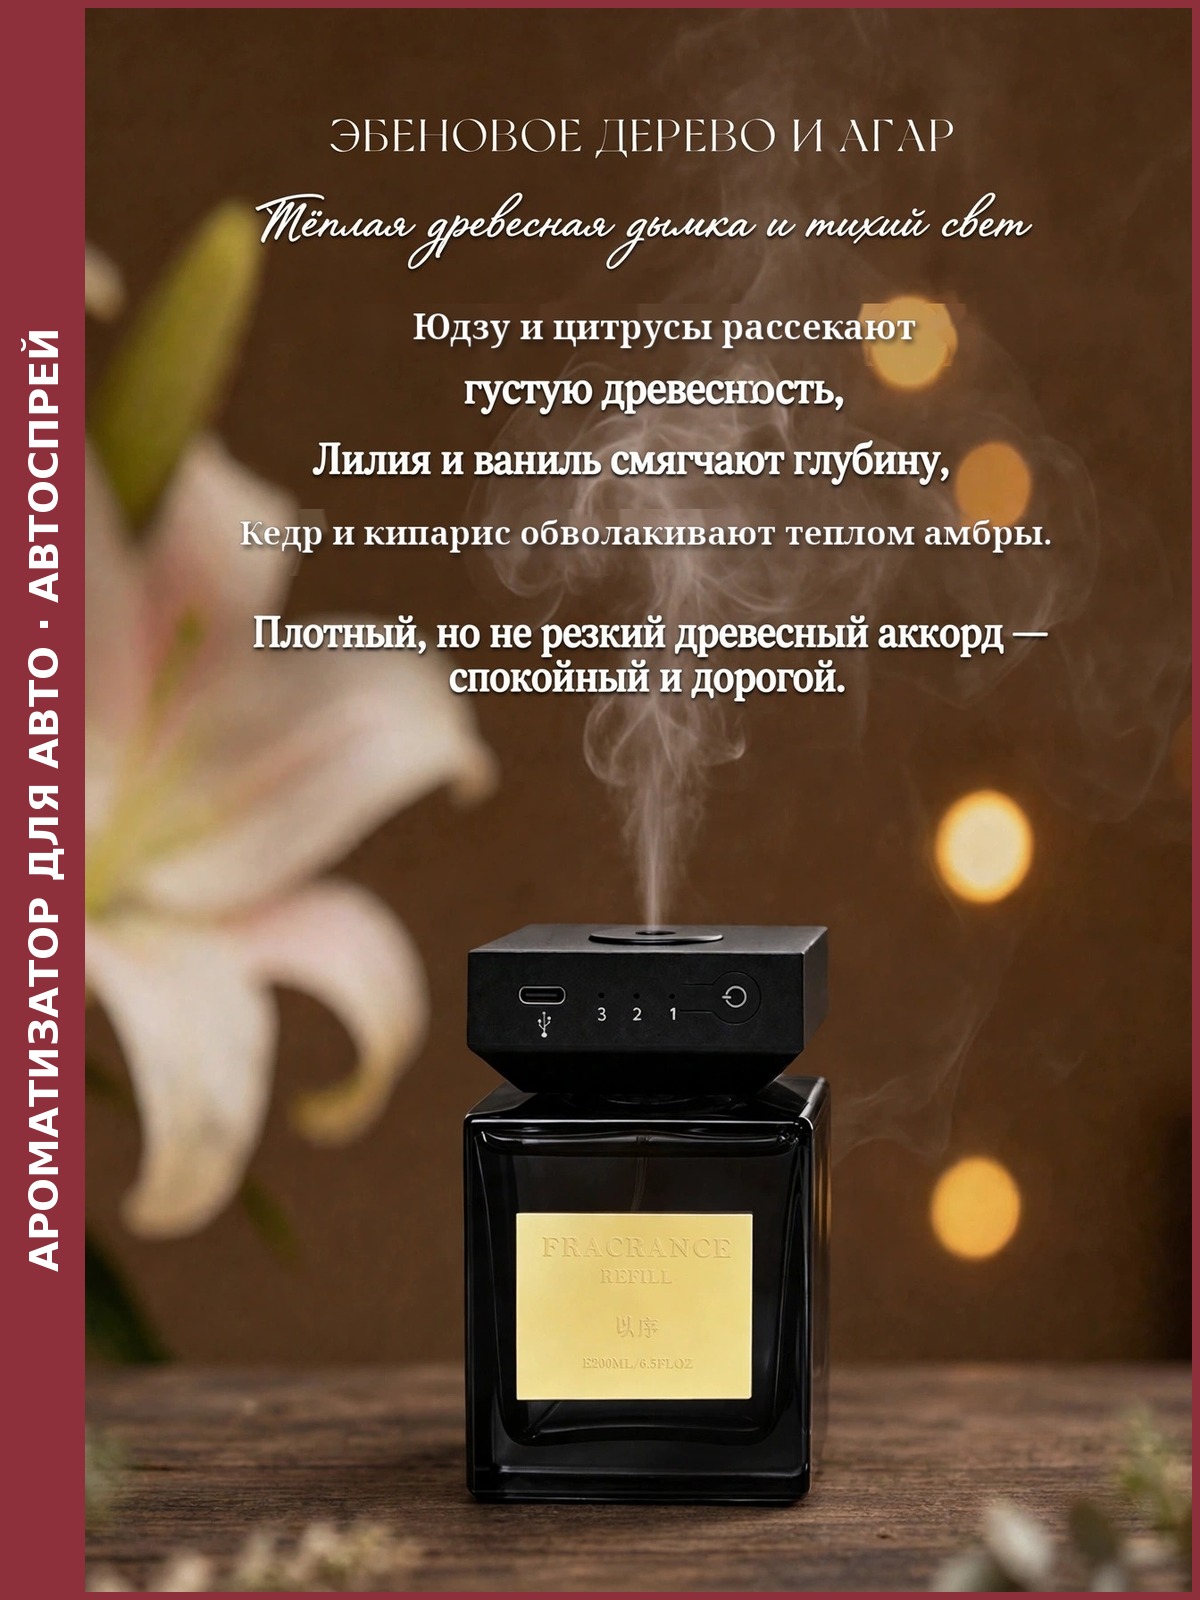 АРОМАТИЗАТОР ДЛЯ АВТО · АВТОСПРЕЙ
ЭБЕНОВОЕ ДЕРЕВО И АГАР
Тёплая древесная дымка и тихий свет
Юдзу и цитрусы рассекают
густую древесность,
Лилия и ваниль смягчают глубину,
Кедр и кипарис обволакивают теплом амбры.
Плотный, но не резкий древесный аккорд —
спокойный и дорогой.
3 2 1
FRAGRANCE
REFILL
以序
E200ML/6.5FLOZ